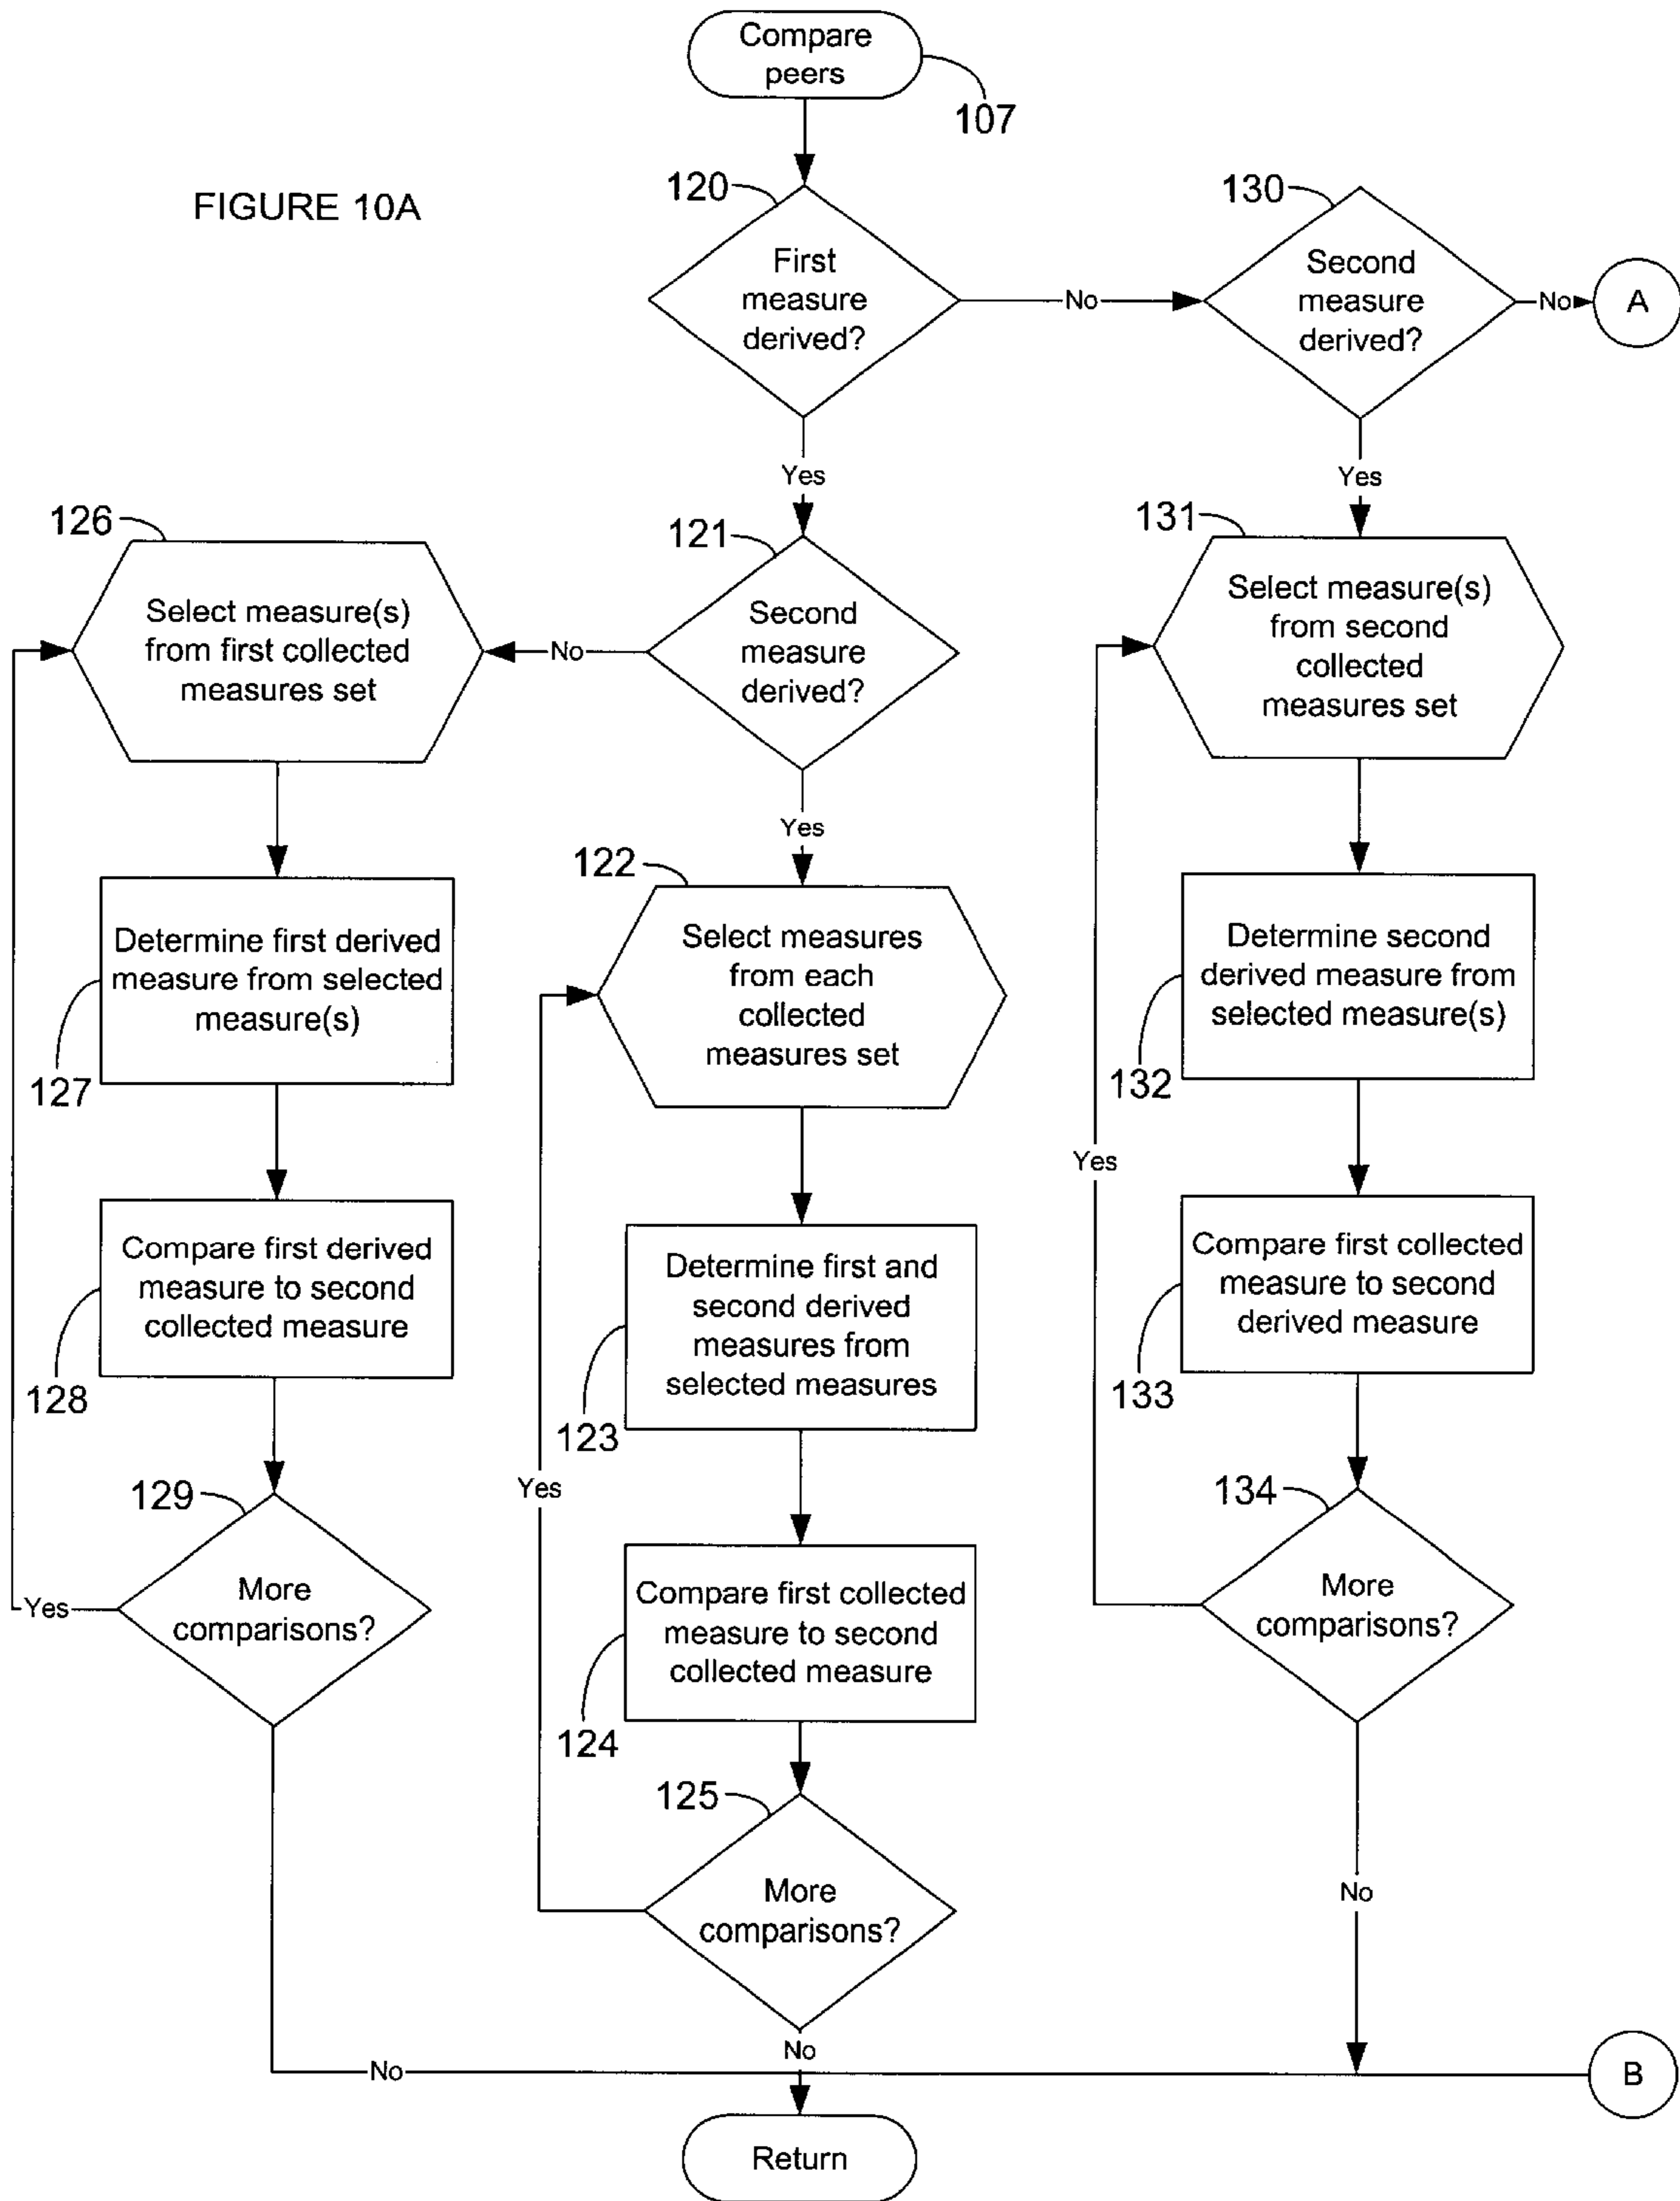 Compare
peers
107
FIGURE 10A
120
First
measure
derived?
No
130
Second
measure
derived?
No
A
Yes
Yes
126
Select measure(s)
from first collected
measures set
No
121
Second
measure
derived?
131
Select measure(s)
from second
collected
measures set
Yes
127
Determine first derived
measure from selected
measure(s)
122
Select measures
from each
collected
measures set
132
Determine second
derived measure from
selected measure(s)
Yes
128
Compare first derived
measure to second
collected measure
123
Determine first and
second derived
measures from
selected measures
133
Compare first collected
measure to second
derived measure
Yes
129
More
comparisons?
Yes
124
Compare first collected
measure to second
collected measure
134
More
comparisons?
125
More
comparisons?
No
No
No
B
Return